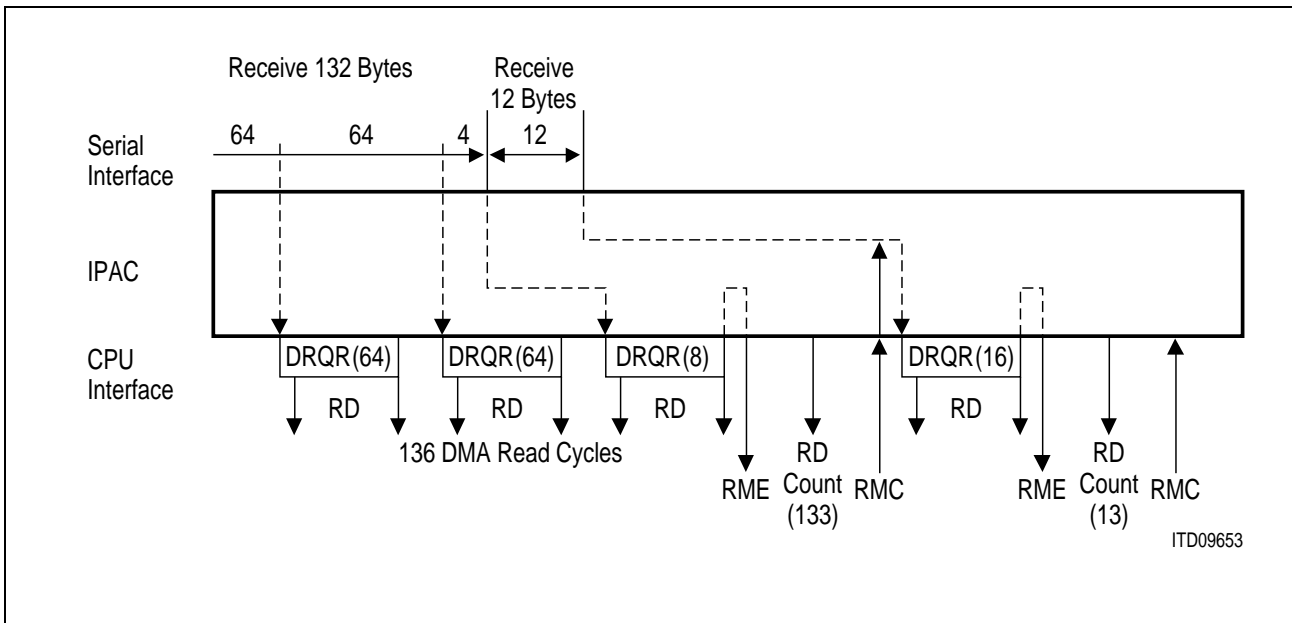 Receive 132 Bytes
Receive
12 Bytes
64 64 4 12
Serial
Interface
IPAC
CPU
Interface
DRQR (64) DRQR (64) DRQR (8) DRQR (16)
RD RD RD RD
136 DMA Read Cycles
RME
RD
Count
(133)
RMC
RME
RD
Count
(13)
RMC
ITD09653